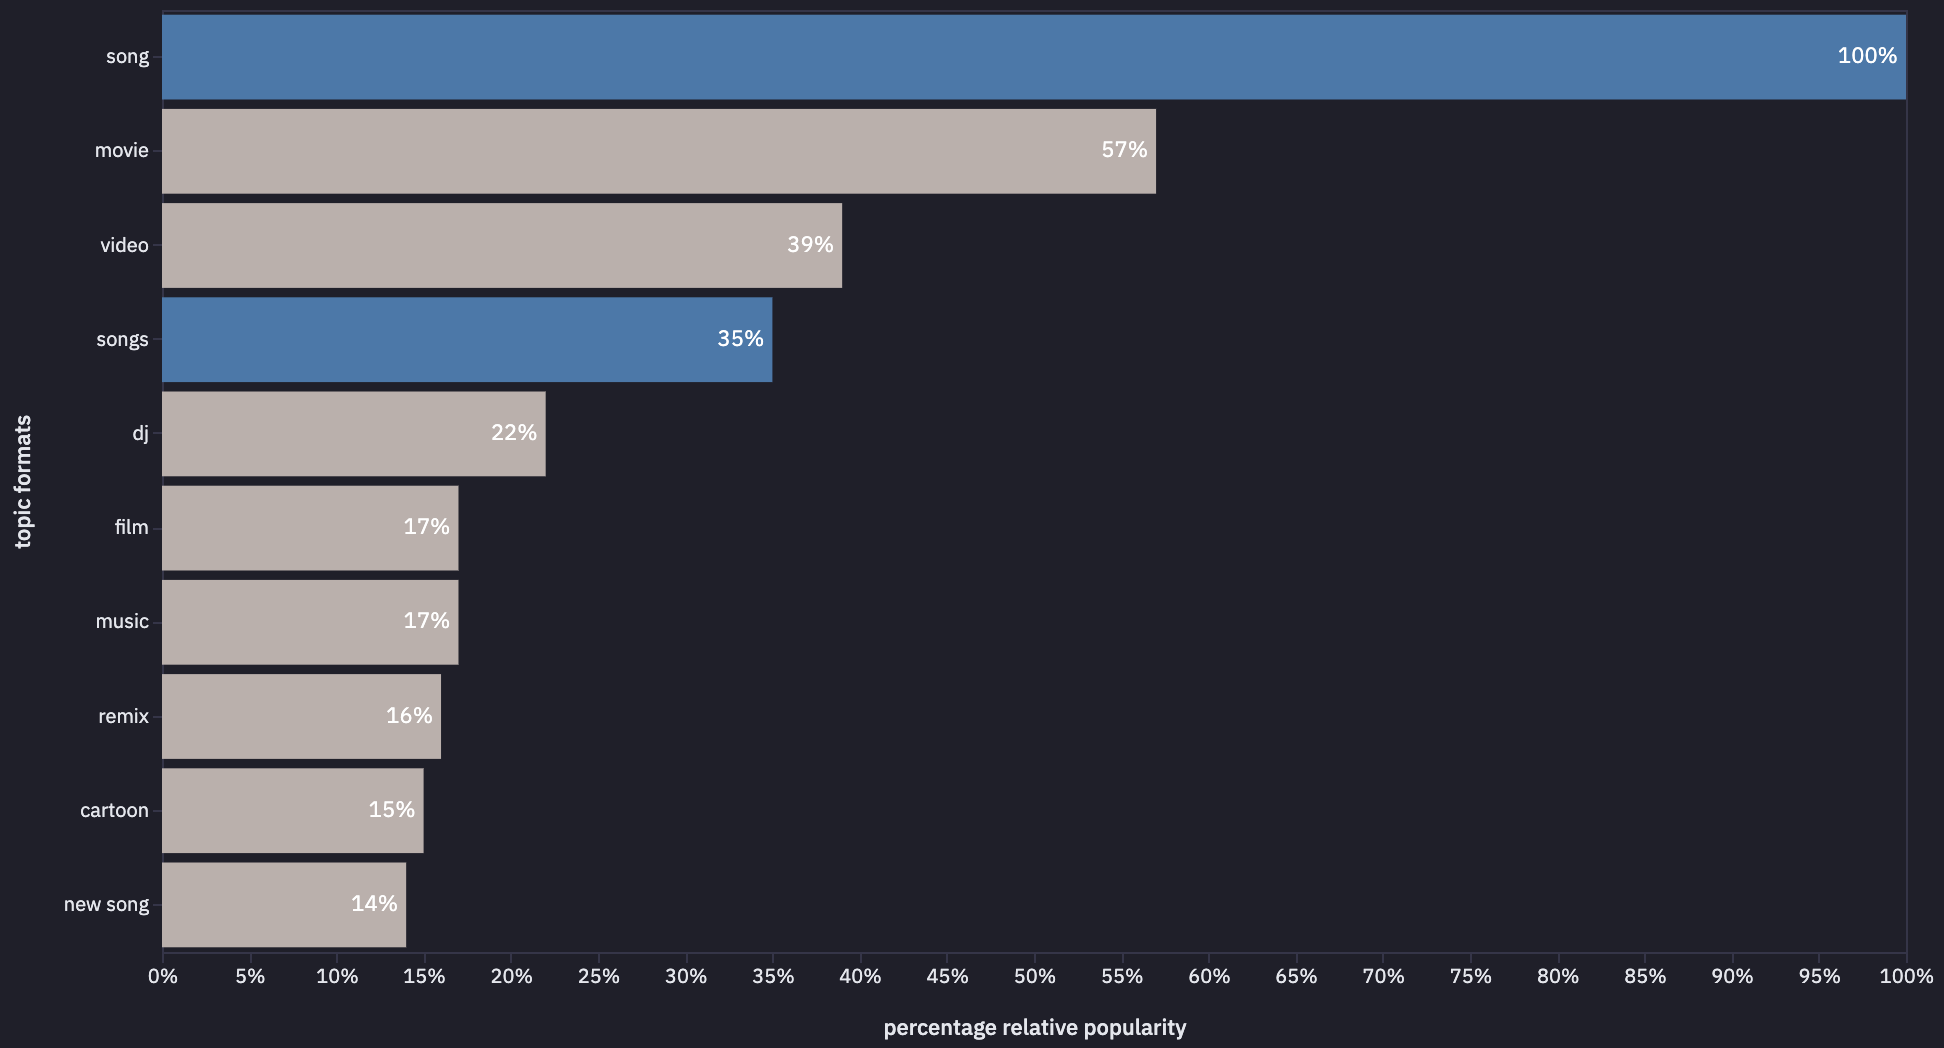 song
100%
movie
57%
video
39%
songs
35%
dj
22%
film
17%
music
17%
remix
16%
cartoon
15%
new song
14%
topic formats
0% 5% 10% 15% 20% 25% 30% 35% 40% 45% 50% 55% 60% 65% 70% 75% 80% 85% 90% 95% 100%
percentage relative popularity